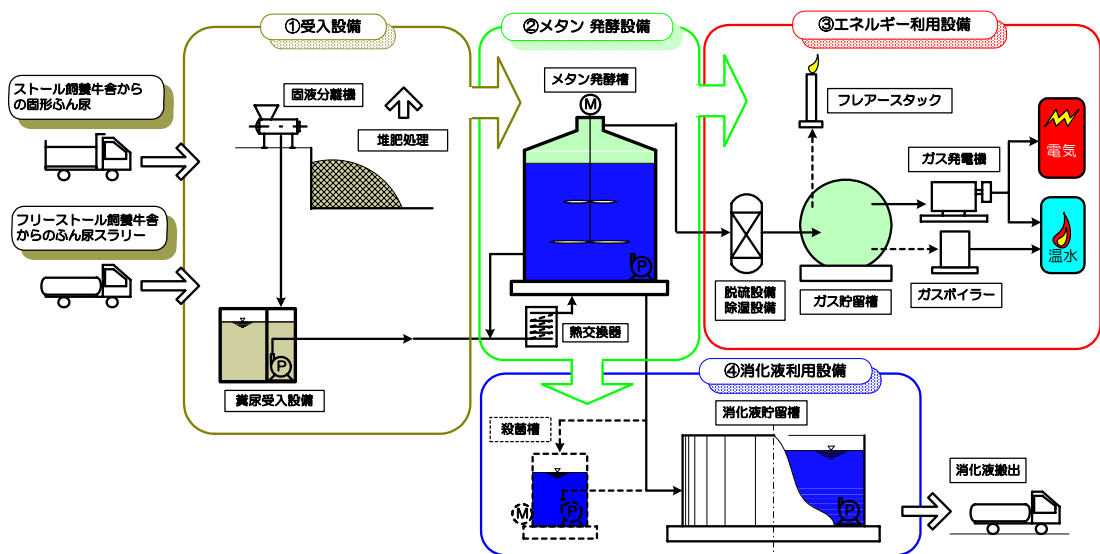 ①受入設備
②メタン 発酵設備
③エネルギー利用設備
ストール飼養牛舎から
の固形ふん尿
フリーストール飼養牛舎
からのふん尿スラリー
固液分離機
堆肥処理
糞尿受入設備
メタン発酵槽
M
P
P
熱交換器
フレアースタック
ガス発電機
電気
温水
脱硫設備
除湿設備
ガス貯留槽
ガスボイラー
④消化液利用設備
殺菌槽
M
P
消化液貯留槽
P
消化液搬出